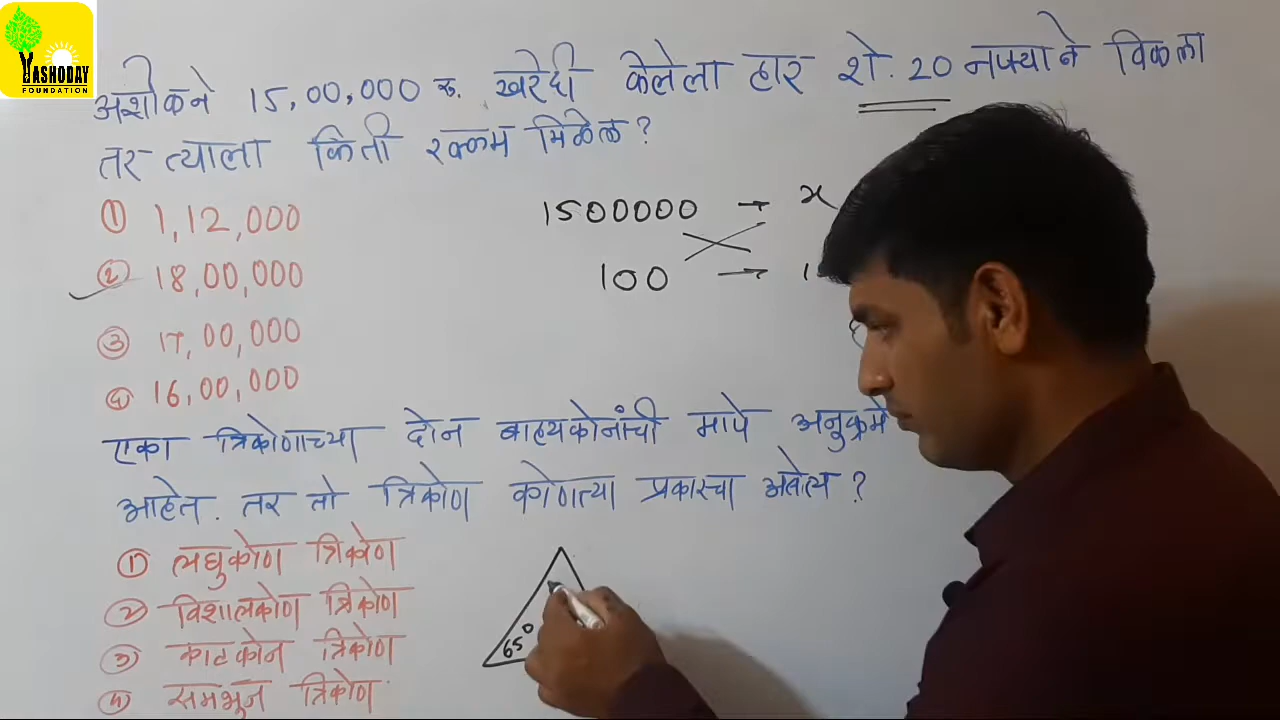 YASHODAY
FOUNDATION
अशोकने 15,00,000 रु. खरेदी केलेला हार शे. 20 नफ्याने विकला
तर त्याला किती रक्कम मिळेल?
① 1,12,000
② 18,00,000
③ 17,00,000
④ 16,00,000
1500000 → x
100 →
एका त्रिकोणाच्या दोन बाह्यकोनांची मापे अनुक्रमे
आहेत. तर तो त्रिकोण कोणत्या प्रकारचा असेल ?
① लघुकोण त्रिकोण
② विशालकोण त्रिकोण
③ काटकोन त्रिकोण
④ समभूज त्रिकोण
65°